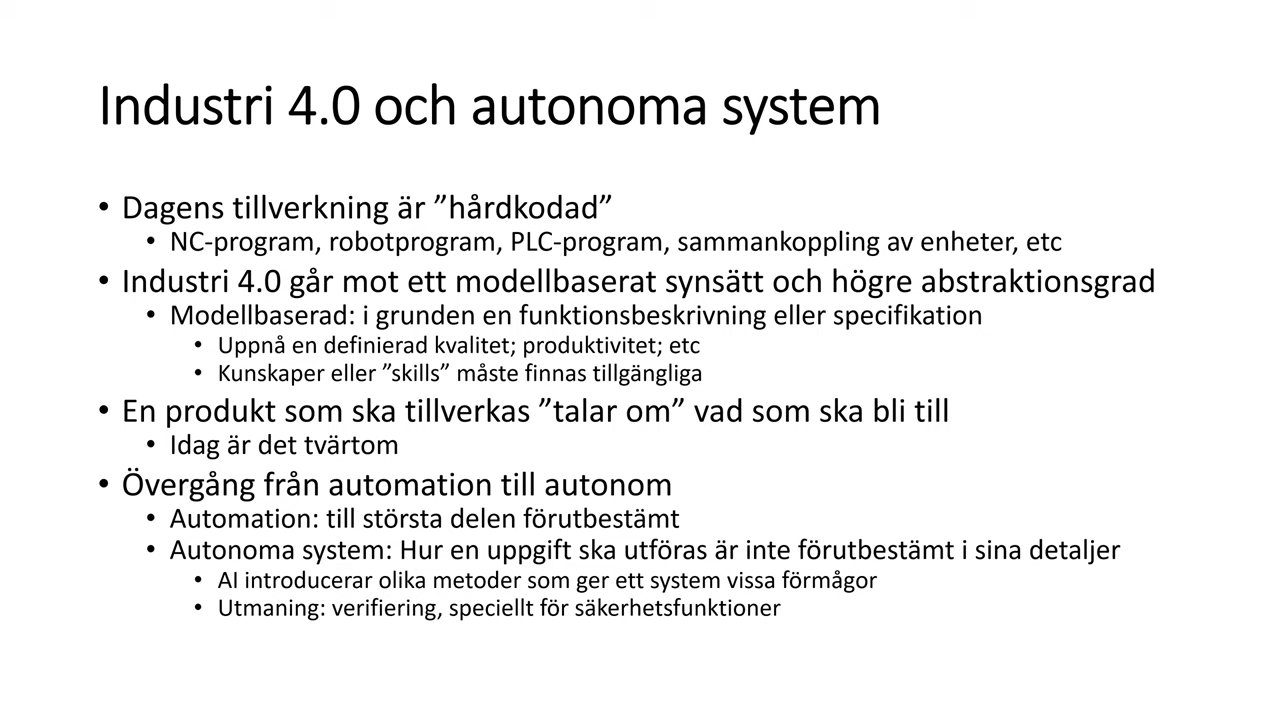 Industri 4.0 och autonoma system
• Dagens tillverkning är ”hårdkodad”
• NC-program, robotprogram, PLC-program, sammankoppling av enheter, etc
• Industri 4.0 går mot ett modellbaserat synsätt och högre abstraktionsgrad
• Modellbaserad: i grunden en funktionsbeskrivning eller specifikation
• Uppnå en definierad kvalitet; produktivitet; etc
• Kunskaper eller ”skills” måste finnas tillgängliga
• En produkt som ska tillverkas ”talar om” vad som ska bli till
• Idag är det tvärtom
• Övergång från automation till autonom
• Automation: till största delen förutbestämt
• Autonoma system: Hur en uppgift ska utföras är inte förutbestämt i sina detaljer
• AI introducerar olika metoder som ger ett system vissa förmågor
• Utmaning: verifiering, speciellt för säkerhetsfunktioner